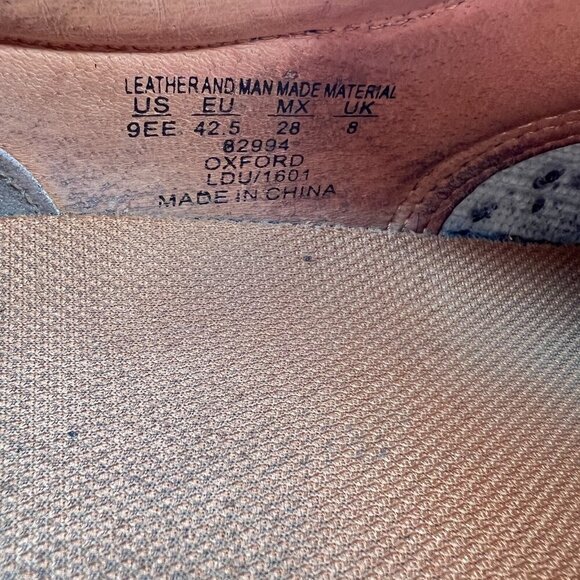 LEATHER AND MAN MADE MATERIAL
US EU MX UK
9EE 42.5 28 8
82994
OXFORD
LDU/1601
MADE IN CHINA